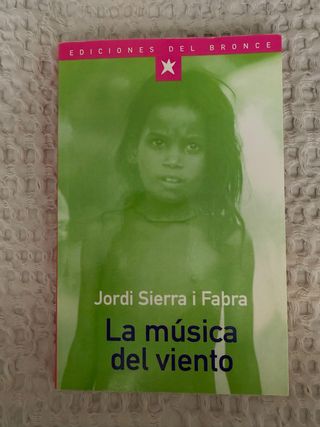 EDICIONES DEL BRONCE
Jordi Sierra i Fabra
La música
del viento